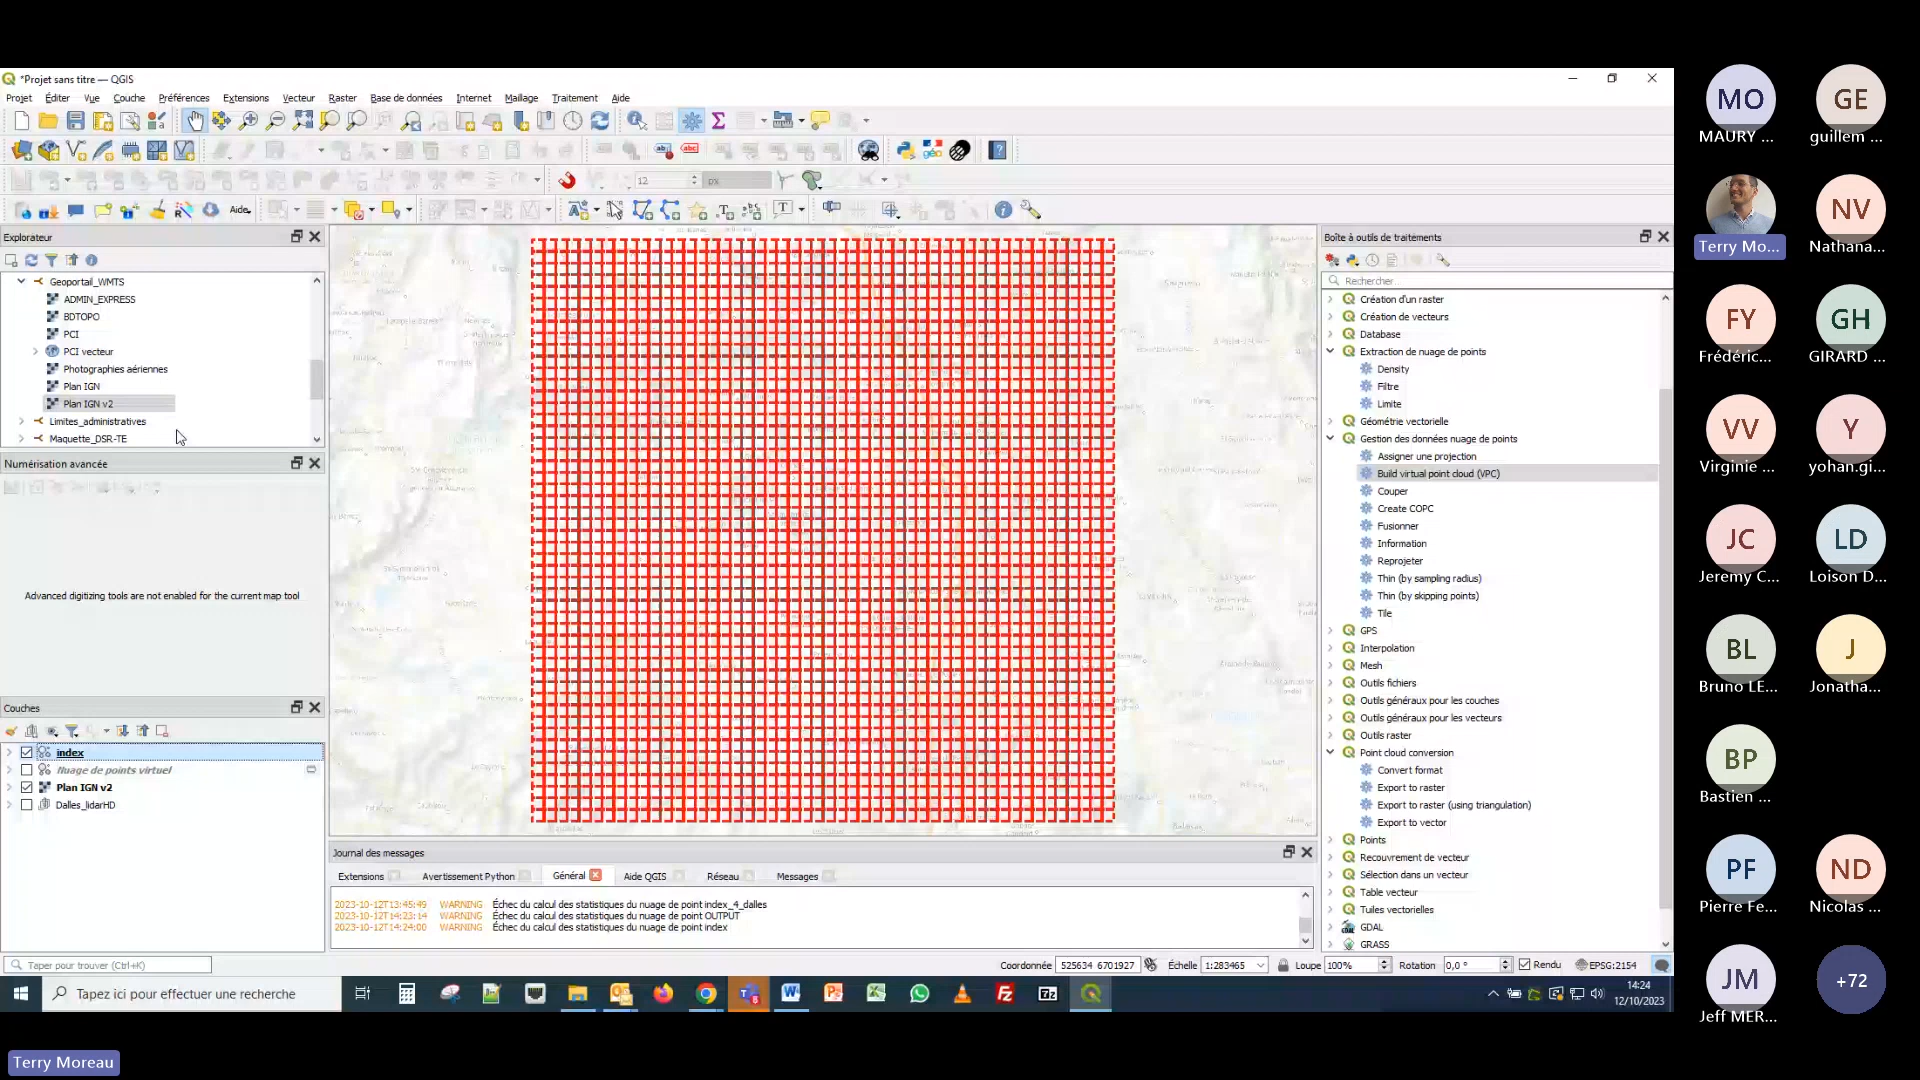 *Projet sans titre — QGIS
Projet Éditer Vue Couche Préférences Extensions Vecteur Raster Base de données Internet Maillage Traitement Aide
12 px
Aide
Explorateur
Geoportail_WMTS
ADMIN_EXPRESS
BDTOPO
PCI
PCI vecteur
Photographies aériennes
Plan IGN
Plan IGN v2
Limites_administratives
Maquette_DSR-TE
Numérisation avancée
Advanced digitizing tools are not enabled for the current map tool
Couches
index
Nuage de points virtuel
Plan IGN v2
Dalles_lidarHD
Taper pour trouver (Ctrl+K)
Journal des messages
Extensions Avertissement Python Général Aide QGIS Réseau Messages
2023-10-12T13:45:49 WARNING Échec du calcul des statistiques du nuage de point index_4_dalles
2023-10-12T14:23:14 WARNING Échec du calcul des statistiques du nuage de point OUTPUT
2023-10-12T14:24:00 WARNING Échec du calcul des statistiques du nuage de point index
Boîte à outils de traitements
Rechercher…
Création d'un raster
Création de vecteurs
Database
Extraction de nuage de points
Density
Filtre
Limite
Géométrie vectorielle
Gestion des données nuage de points
Assigner une projection
Build virtual point cloud (VPC)
Couper
Create COPC
Fusionner
Information
Reprojeter
Thin (by sampling radius)
Thin (by skipping points)
Tile
GPS
Interpolation
Mesh
Outils fichiers
Outils généraux pour les couches
Outils généraux pour les vecteurs
Outils raster
Point cloud conversion
Convert format
Export to raster
Export to raster (using triangulation)
Export to vector
Points
Recouvrement de vecteur
Sélection dans un vecteur
Table vecteur
Tuiles vectorielles
GDAL
GRASS
Coordonnée 525634 6701927 Échelle 1:283465 Loupe 100% Rotation 0,0 ° Rendu EPSG:2154
Tapez ici pour effectuer une recherche
14:24
12/10/2023
MO
MAURY ...
GE
guillem ...
Terry Mo...
NV
Nathana...
FY
Frédéric...
GH
GIRARD ...
VV
Virginie ...
Y
yohan.gi...
JC
Jeremy C...
LD
Loison D...
BL
Bruno LE...
J
Jonatha...
BP
Bastien ...
PF
Pierre Fe...
ND
Nicolas ...
JM
Jeff MER...
+72
Terry Moreau